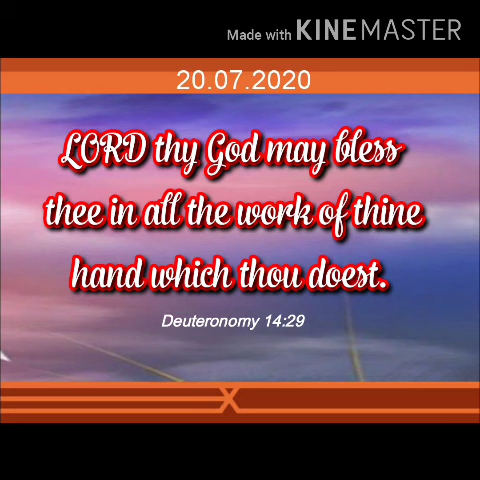 Made with KINEMASTER
20.07.2020
LORD thy God may bless
thee in all the work of thine
hand which thou doest.
Deuteronomy 14:29